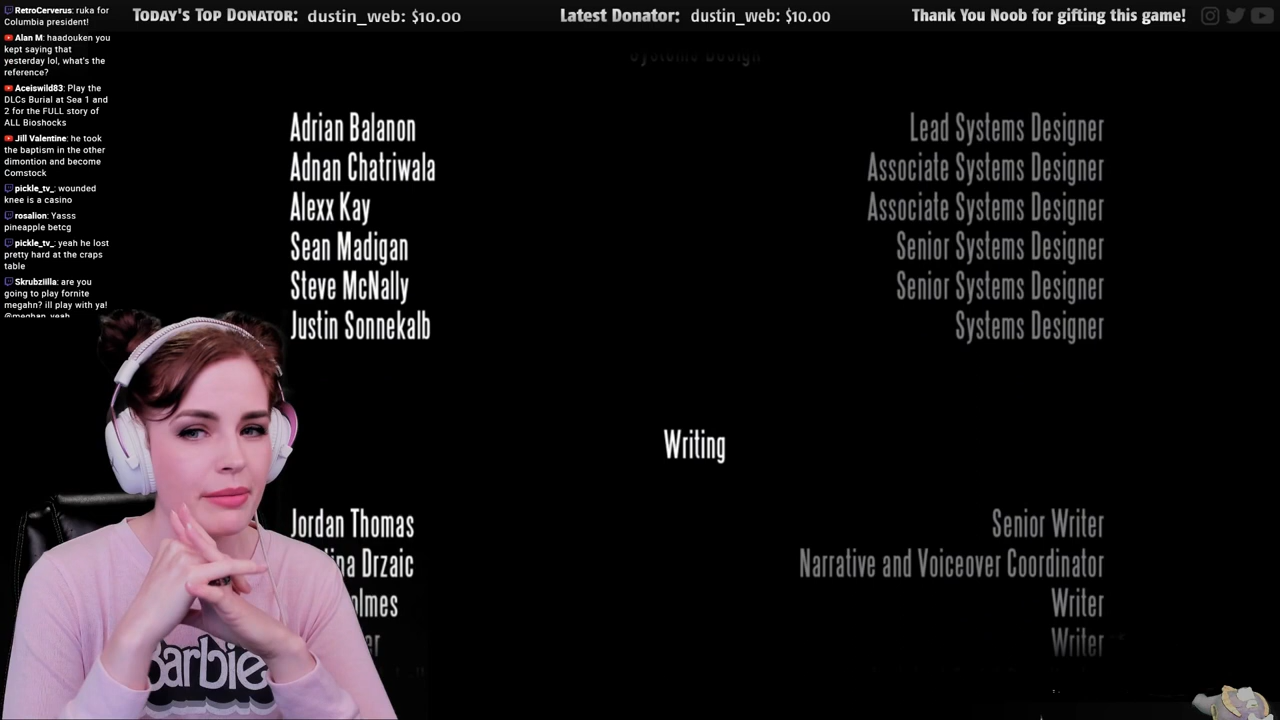 Today's Top Donator: dustin_web: $10.00
Latest Donator: dustin_web: $10.00
Thank You Noob for gifting this game!
RetroCerverus: ruka for
Columbia president!
Alan M: haadouken you
kept saying that
yesterday lol, what's the
reference?
Aceiswild83: Play the
DLCs Burial at Sea 1 and
2 for the FULL story of
ALL Bioshocks
Jill Valentine: he took
the baptism in the other
dimontion and become
Comstock
pickle_tv_: wounded
knee is a casino
rosalion: Yasss
pineapple betcg
pickle_tv_: yeah he lost
pretty hard at the craps
table
Skrubzilla: are you
going to play fornite
megahn? ill play with ya!
@meghan yeah
Systems Design
Adrian Balanon Lead Systems Designer
Adnan Chatriwala Associate Systems Designer
Alexx Kay Associate Systems Designer
Sean Madigan Senior Systems Designer
Steve McNally Senior Systems Designer
Justin Sonnekalb Systems Designer
Writing
Jordan Thomas Senior Writer
Drzaic Narrative and Voiceover Coordinator
Writer
Writer
Barbie